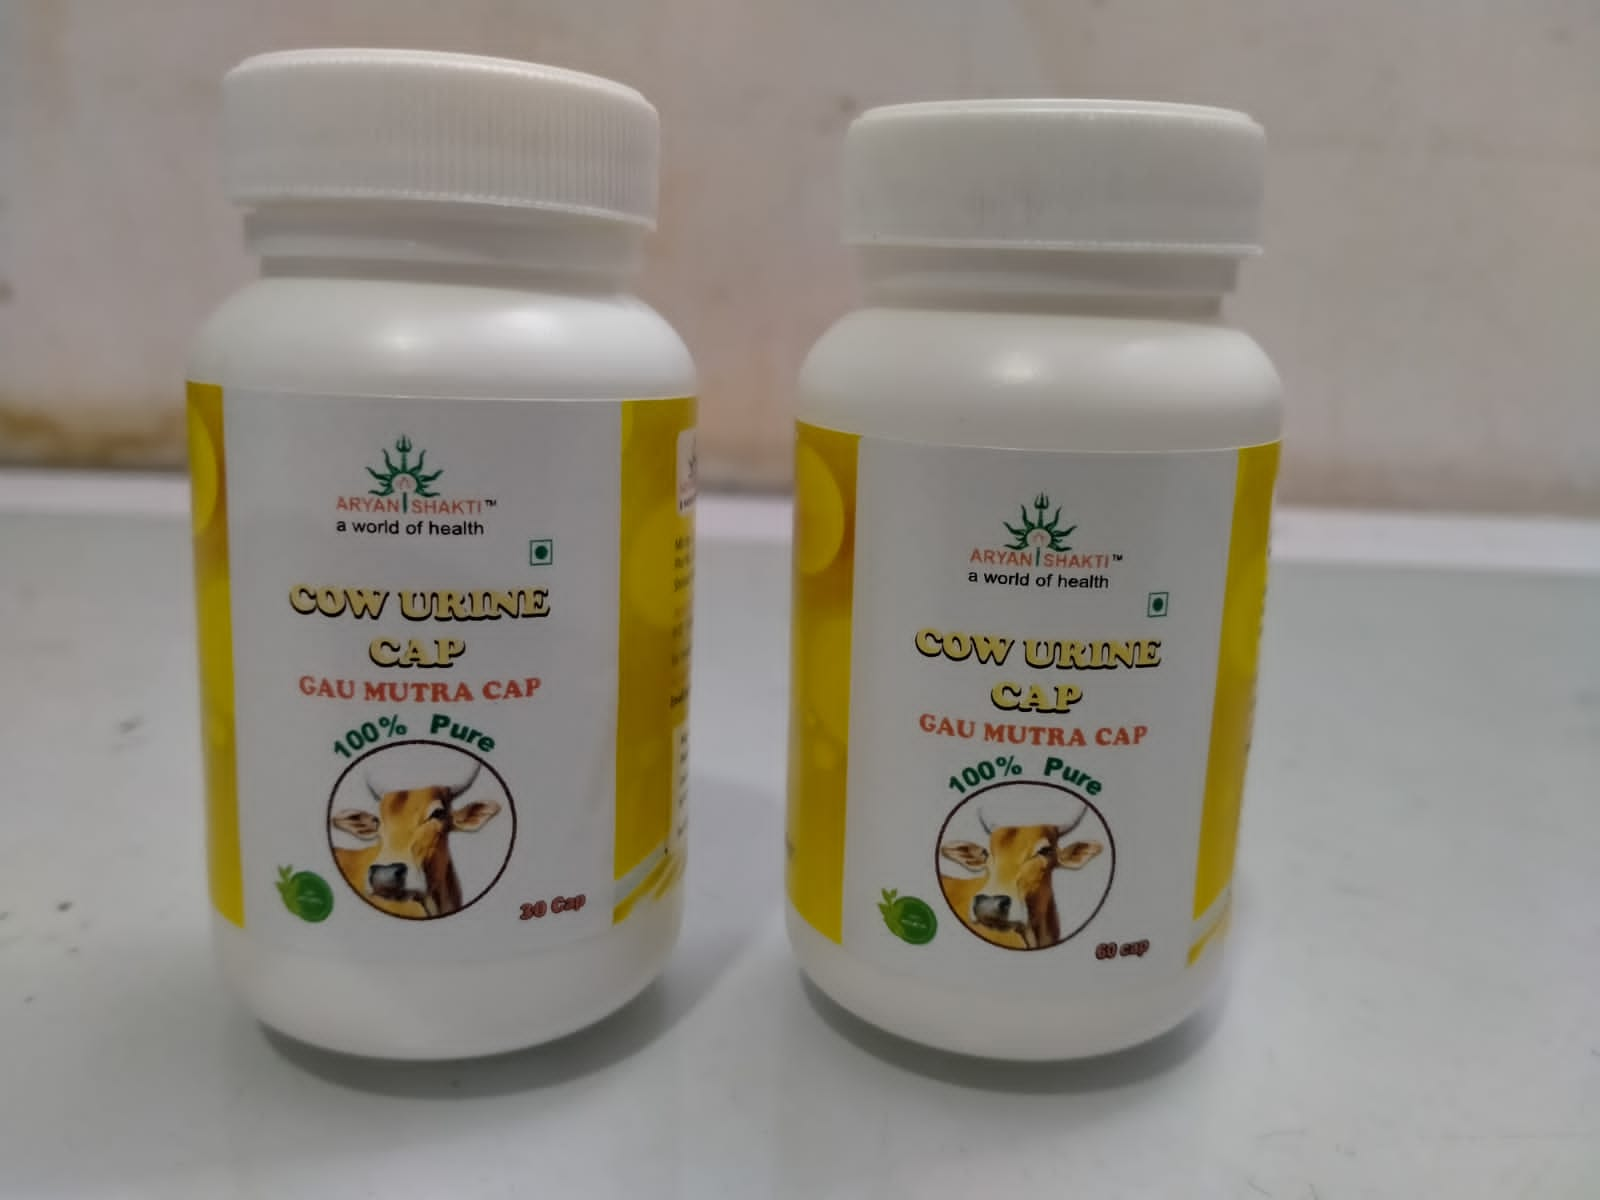 ARYAN SHAKTI™
a world of health
COW URINE
CAP
GAU MUTRA CAP
100% Pure
30 Cap
ARYAN SHAKTI™
a world of health
COW URINE
CAP
GAU MUTRA CAP
100% Pure
60 cap